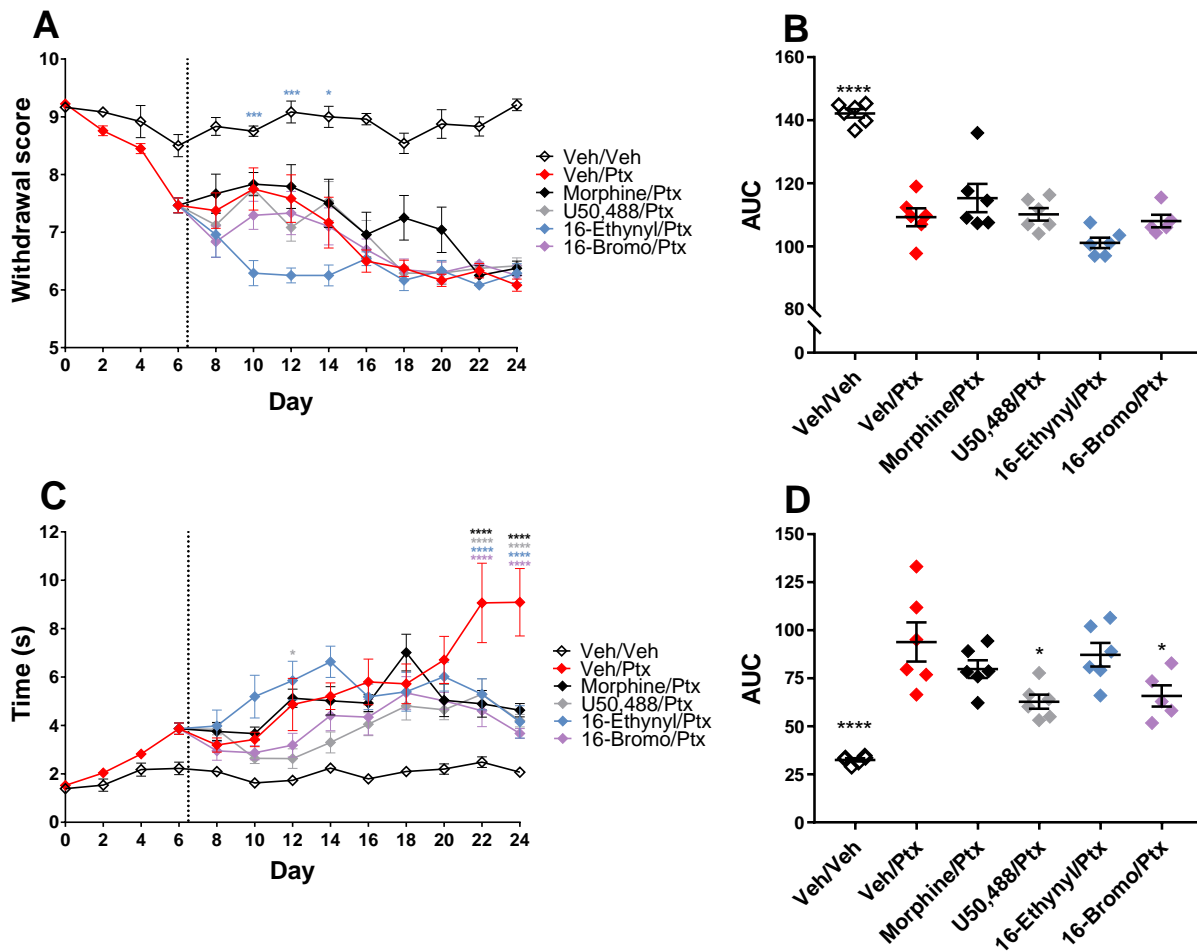 A
Withdrawal score
10
9
8
7
6
5
0 2 4 6 8 10 12 14 16 18 20 22 24
Day
*** *** *
Veh/Veh
Veh/Ptx
Morphine/Ptx
U50,488/Ptx
16-Ethynyl/Ptx
16-Bromo/Ptx
B
AUC
160
140
120
100
80
0
****
Veh/Veh
Veh/Ptx
Morphine/Ptx
U50,488/Ptx
16-Ethynyl/Ptx
16-Bromo/Ptx
C
Time (s)
12
10
8
6
4
2
0
0 2 4 6 8 10 12 14 16 18 20 22 24
Day
*
**** ****
**** ****
**** ****
**** ****
Veh/Veh
Veh/Ptx
Morphine/Ptx
U50,488/Ptx
16-Ethynyl/Ptx
16-Bromo/Ptx
D
AUC
150
125
100
75
50
25
0
**** * *
Veh/Veh
Veh/Ptx
Morphine/Ptx
U50,488/Ptx
16-Ethynyl/Ptx
16-Bromo/Ptx